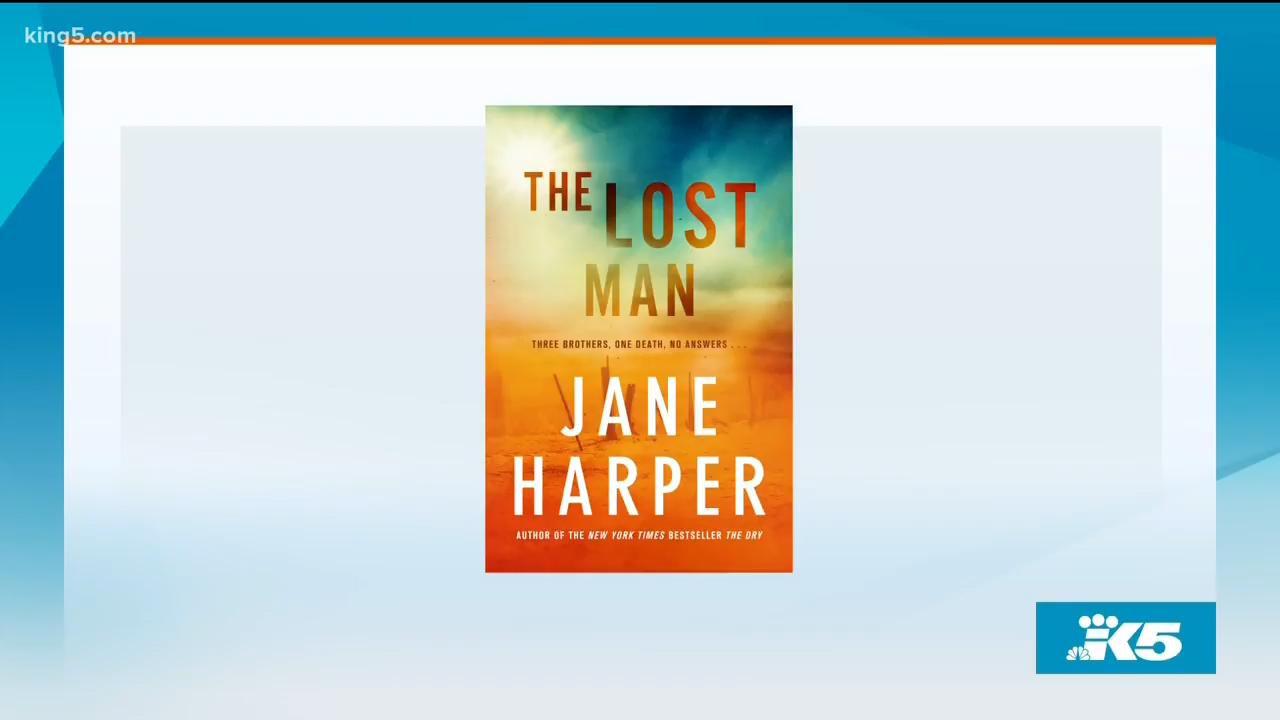 king5.com
THE LOST
MAN
THREE BROTHERS, ONE DEATH, NO ANSWERS . . .
JANE
HARPER
AUTHOR OF THE NEW YORK TIMES BESTSELLER THE DRY
K5